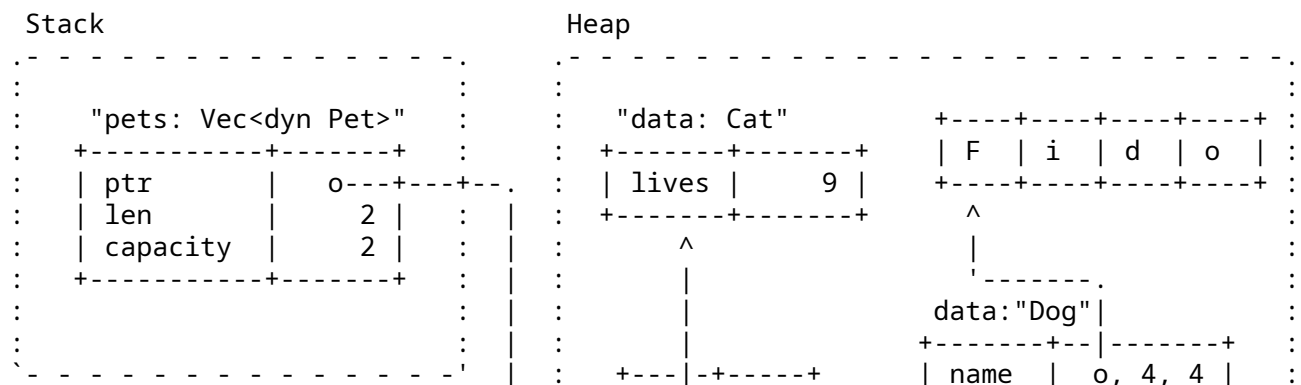 Stack Heap
"pets: Vec<dyn Pet>" "data: Cat"
F i d o
ptr o lives 9
len 2
capacity 2
data:"Dog"
name o, 4, 4